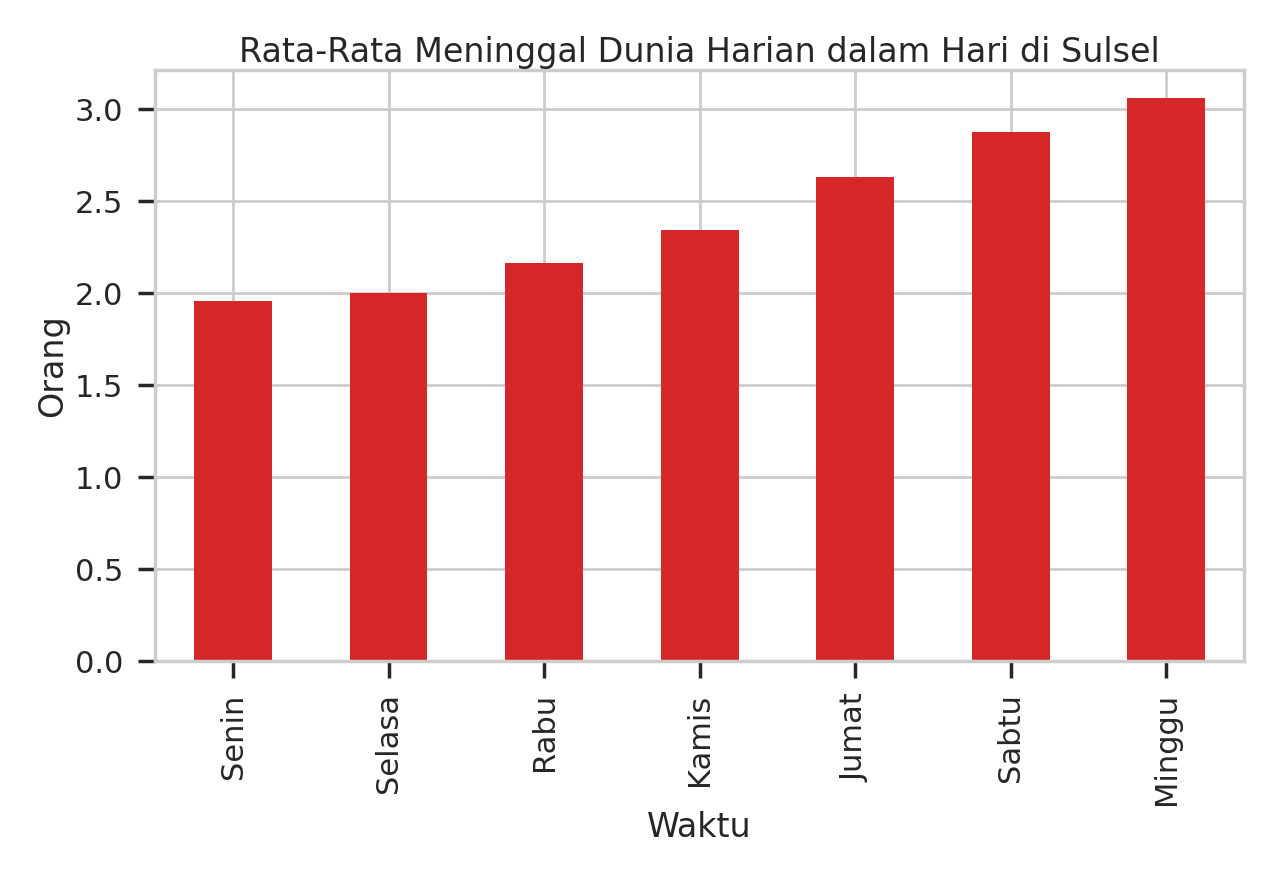 Rata-Rata Meninggal Dunia Harian dalam Hari di Sulsel
3.0
2.5
2.0
1.5
1.0
0.5
0.0
Orang
Senin
Selasa
Rabu
Kamis
Jumat
Sabtu
Minggu
Waktu